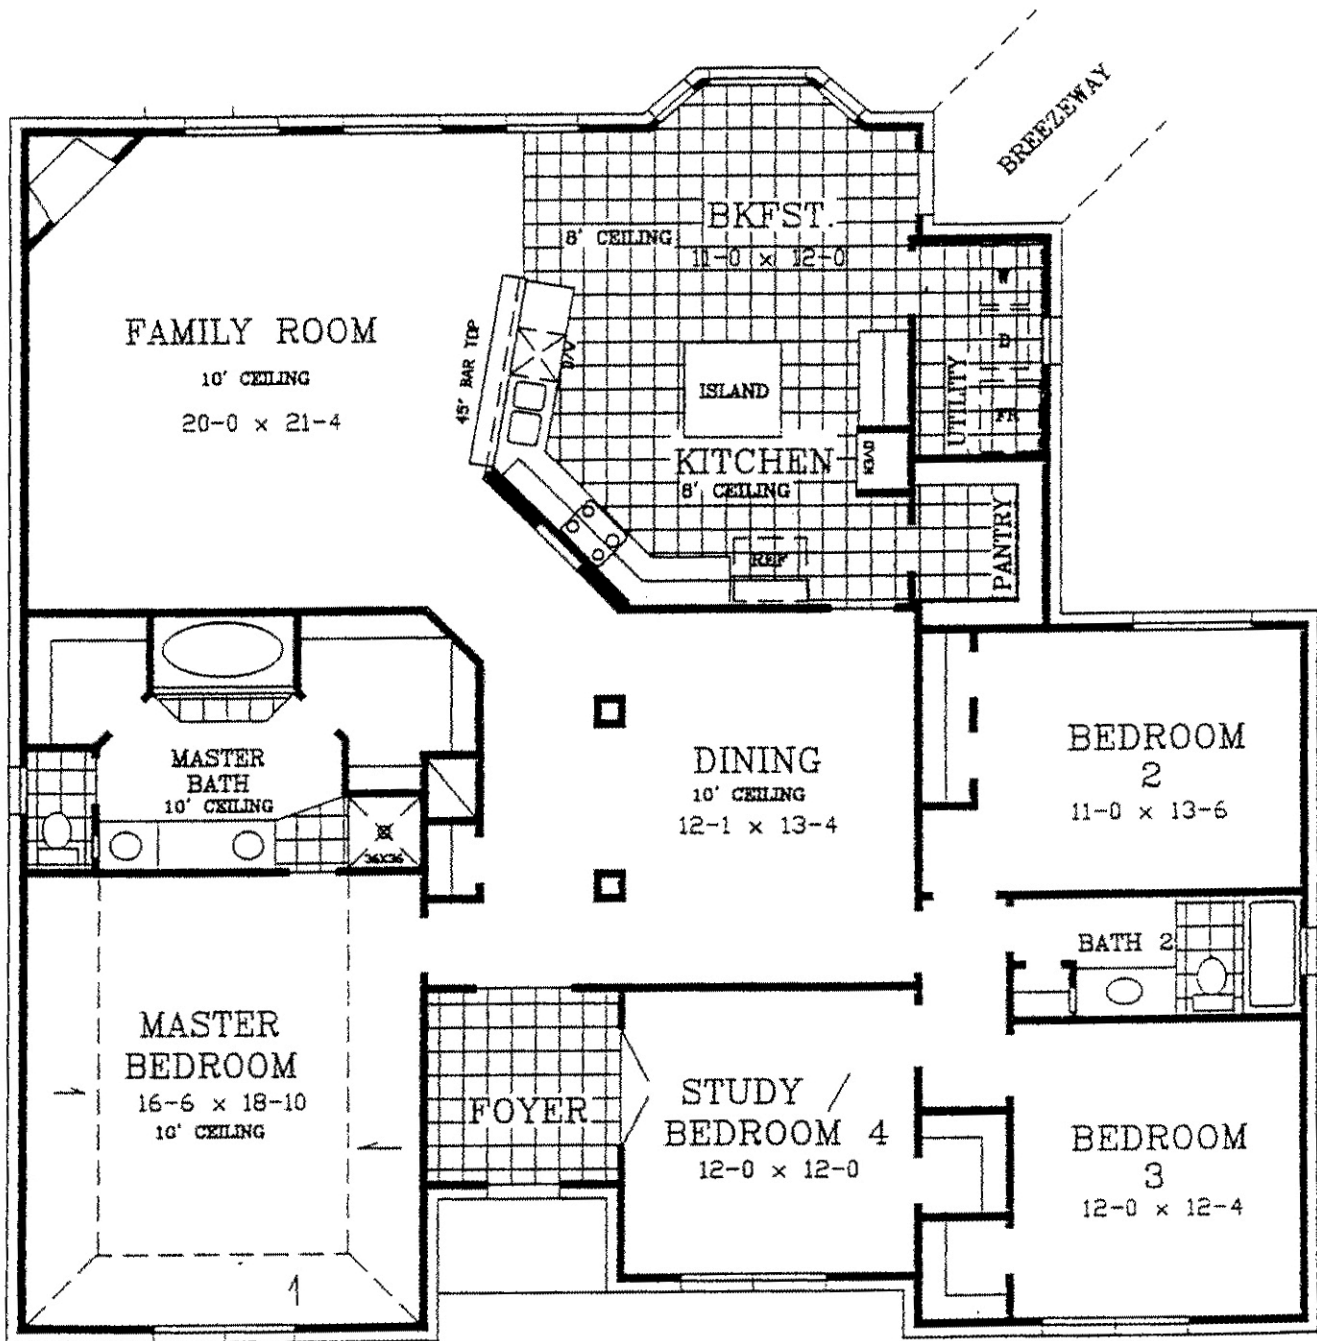 BREEZEWAY
BKFST.
8' CEILING
11-0 x 12-0
FAMILY ROOM
10' CEILING
20-0 x 21-4
45' BAR TOP
D/W
ISLAND
W
D
FR
UTILITY
KITCHEN
8' CEILING
OVEN
REF
PANTRY
MASTER
BATH
10' CEILING
36X36
DINING
10' CEILING
12-1 x 13-4
BEDROOM
2
11-0 x 13-6
BATH 2
MASTER
BEDROOM
16-6 x 18-10
10' CEILING
FOYER
STUDY /
BEDROOM 4
12-0 x 12-0
BEDROOM
3
12-0 x 12-4